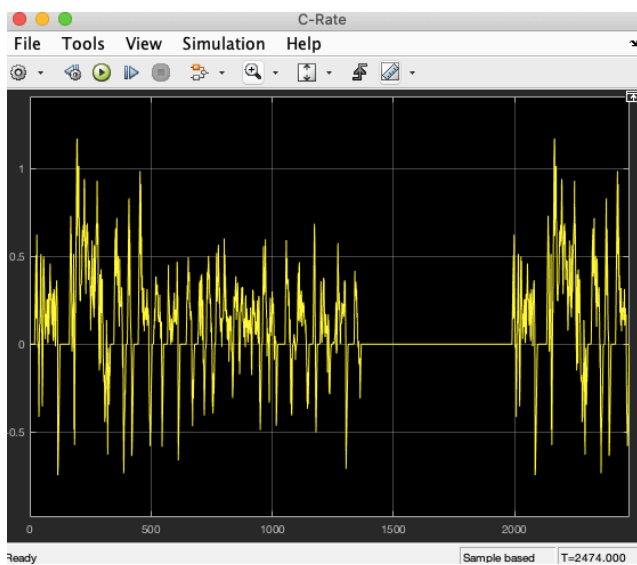 C-Rate
File Tools View Simulation Help
1
0.5
0
-0.5
0 500 1000 1500 2000
Ready Sample based T=2474.000